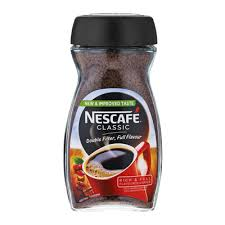 NEW & IMPROVED TASTE
NESCAFÉ
CLASSIC
Double Filter, Full Flavour
RICH & FULL